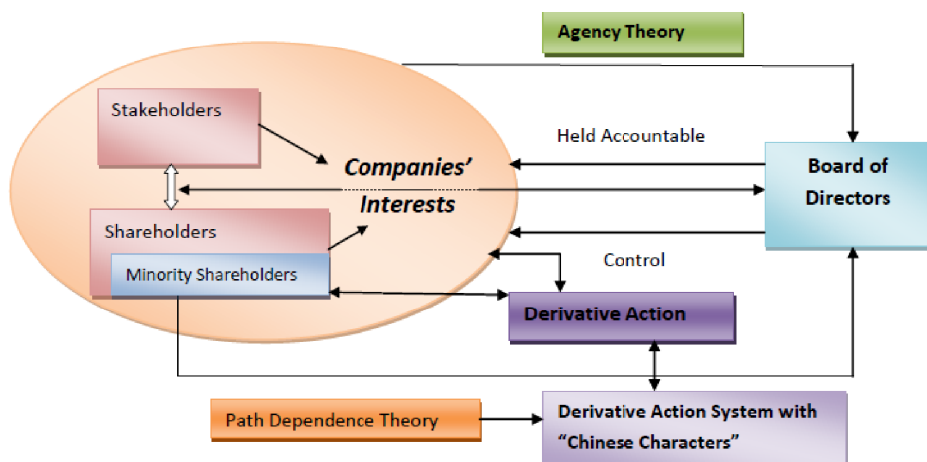 Agency Theory
Stakeholders
Held Accountable
Companies’
Interests
Board of
Directors
Shareholders
Minority Shareholders
Control
Derivative Action
Path Dependence Theory
Derivative Action System with
“Chinese Characters”